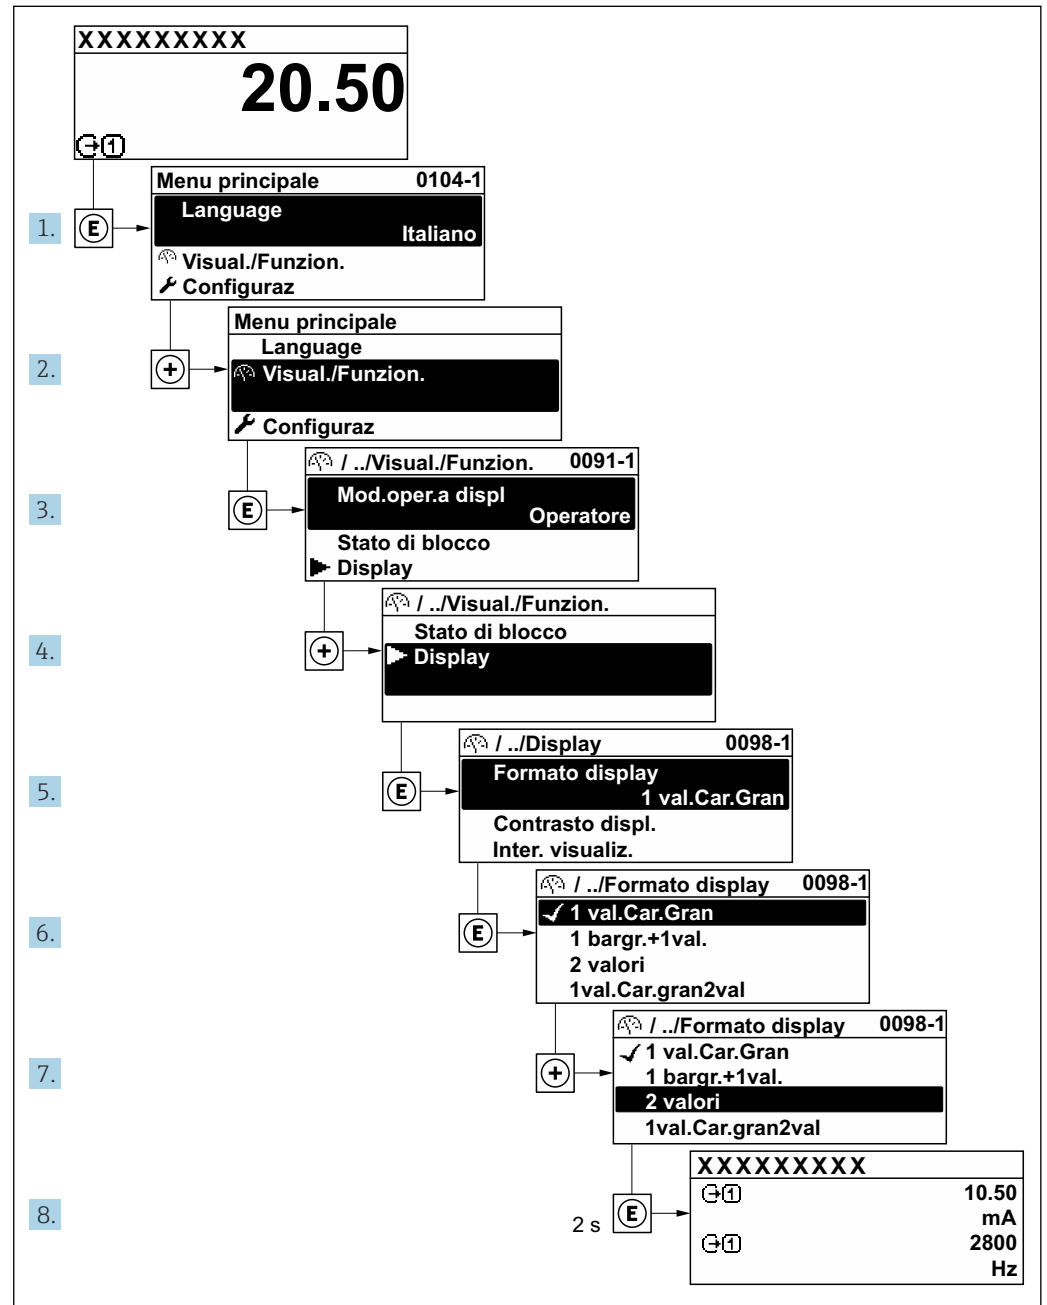 XXXXXXXXX
20.50
1
Menu principale 0104-1
Language
Italiano
Visual./Funzion.
Configuraz
1. E
Menu principale
Language
Visual./Funzion.
Configuraz
2. +
/ ../Visual./Funzion. 0091-1
Mod.oper.a displ
Operatore
Stato di blocco
Display
3. E
/ ../Visual./Funzion.
Stato di blocco
Display
4. +
/ ../Display 0098-1
Formato display
1 val.Car.Gran
Contrasto displ.
Inter. visualiz.
5. E
/ ../Formato display 0098-1
1 val.Car.Gran
1 bargr.+1val.
2 valori
1val.Car.gran2val
6. E
/ ../Formato display 0098-1
1 val.Car.Gran
1 bargr.+1val.
2 valori
1val.Car.gran2val
7. +
XXXXXXXXX
1 10.50
mA
1 2800
Hz
8. 2 s E